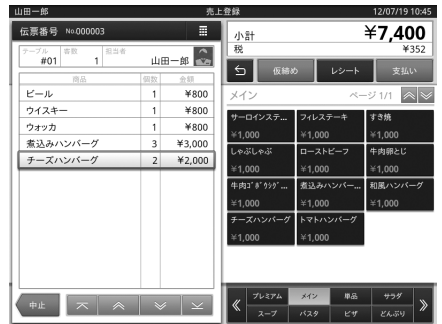 山田一郎 売上登録 12/07/19 10:45
伝票番号 No.000003
テーブル 客数 担当者
#01 1 山田一郎
商品 個数 金額
ビール 1 ¥800
ウイスキー 1 ¥800
ウォッカ 1 ¥800
煮込みハンバーグ 3 ¥3,000
チーズハンバーグ 2 ¥2,000
中止
小計 ¥7,400
税 ¥352
仮締め レシート 支払い
メイン ページ 1/1
サーロインステ... フィレステーキ すき焼
¥1,000 ¥1,000 ¥1,000
しゃぶしゃぶ ローストビーフ 牛肉卵とじ
¥1,000 ¥1,000 ¥1,000
牛肉ゴボウシグ... 煮込みハンバー... 和風ハンバーグ
¥1,000 ¥1,000 ¥1,000
チーズハンバーグ トマトハンバーグ
¥1,000 ¥1,000
プレミアム メイン 単品 サラダ
スープ パスタ ピザ どんぶり